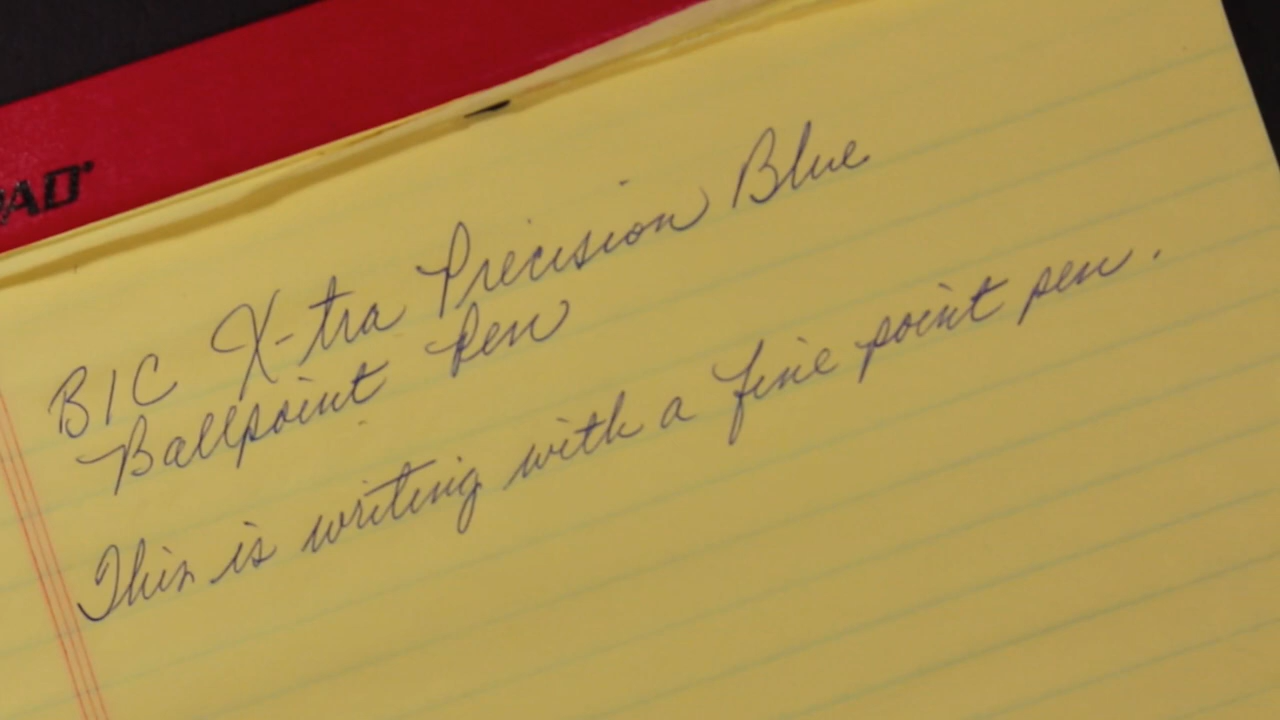 BIC X-tra Precision Blue
Ballpoint Pen
This is writing with a fine point pen.